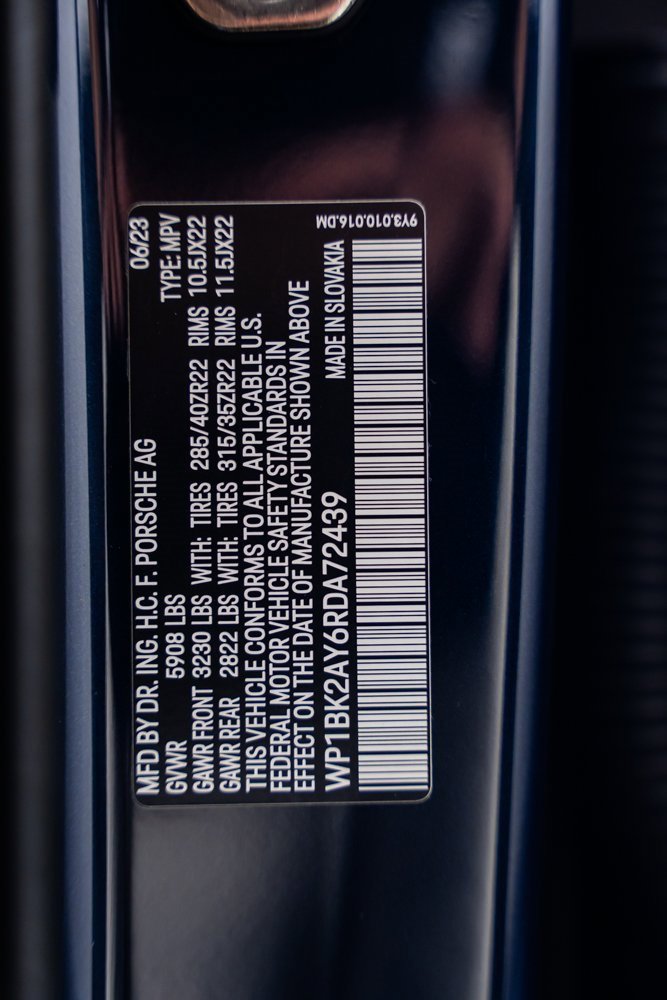 MFD BY DR. ING. H.C. F. PORSCHE AG 06/23
GVWR 5908 LBS TYPE: MPV
GAWR FRONT 3230 LBS WITH: TIRES 285/40ZR22 RIMS 10.5JX22
GAWR REAR 2822 LBS WITH: TIRES 315/35ZR22 RIMS 11.5JX22
THIS VEHICLE CONFORMS TO ALL APPLICABLE U.S.
FEDERAL MOTOR VEHICLE SAFETY STANDARDS IN
EFFECT ON THE DATE OF MANUFACTURE SHOWN ABOVE
WP1BK2AY6RDA72439 MADE IN SLOVAKIA
9Y3.010.016.DM